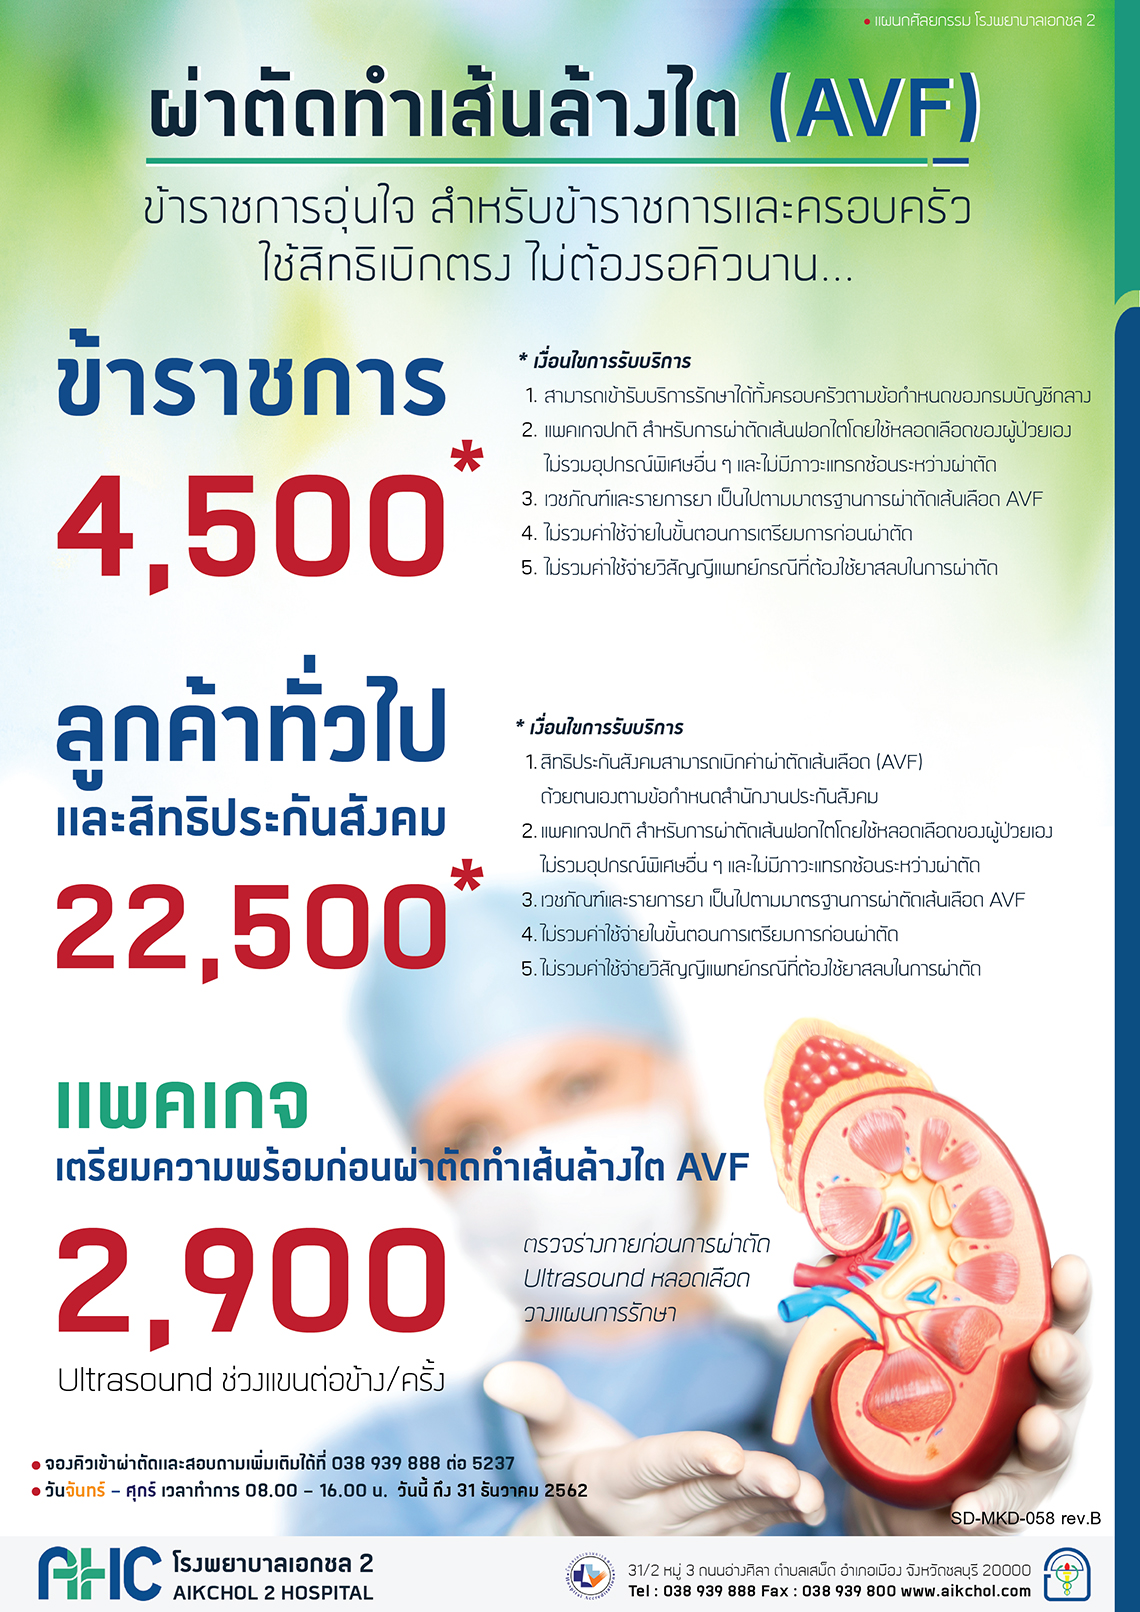 • แผนกศัลยกรรม โรงพยาบาลเอกชล 2
ผ่าตัดทำเส้นล้างไต (AVF)
ข้าราชการอุ่นใจ สำหรับข้าราชการและครอบครัว
ใช้สิทธิเบิกตรง ไม่ต้องรอคิวนาน...
ข้าราชการ
4,500*
* เงื่อนไขการรับบริการ
1. สามารถเข้ารับบริการรักษาได้ทั้งครอบครัวตามข้อกำหนดของกรมบัญชีกลาง
2. แพคเกจปกติ สำหรับการผ่าตัดเส้นฟอกไตโดยใช้หลอดเลือดของผู้ป่วยเอง
ไม่รวมอุปกรณ์พิเศษอื่น ๆ และไม่มีภาวะแทรกซ้อนระหว่างผ่าตัด
3. เวชภัณฑ์และรายการยา เป็นไปตามมาตรฐานการผ่าตัดเส้นเลือด AVF
4. ไม่รวมค่าใช้จ่ายในขั้นตอนการเตรียมการก่อนผ่าตัด
5. ไม่รวมค่าใช้จ่ายวิสัญญีแพทย์กรณีที่ต้องใช้ยาสลบในการผ่าตัด
ลูกค้าทั่วไป
และสิทธิประกันสังคม
22,500*
* เงื่อนไขการรับบริการ
1. สิทธิประกันสังคมสามารถเบิกค่าผ่าตัดเส้นเลือด (AVF)
ด้วยตนเองตามข้อกำหนดสำนักงานประกันสังคม
2. แพคเกจปกติ สำหรับการผ่าตัดเส้นฟอกไตโดยใช้หลอดเลือดของผู้ป่วยเอง
ไม่รวมอุปกรณ์พิเศษอื่น ๆ และไม่มีภาวะแทรกซ้อนระหว่างผ่าตัด
3. เวชภัณฑ์และรายการยา เป็นไปตามมาตรฐานการผ่าตัดเส้นเลือด AVF
4. ไม่รวมค่าใช้จ่ายในขั้นตอนการเตรียมการก่อนผ่าตัด
5. ไม่รวมค่าใช้จ่ายวิสัญญีแพทย์กรณีที่ต้องใช้ยาสลบในการผ่าตัด
แพคเกจ
เตรียมความพร้อมก่อนผ่าตัดทำเส้นล้างไต AVF
2,900
ตรวจร่างกายก่อนการผ่าตัด
Ultrasound หลอดเลือด
วางแผนการรักษา
Ultrasound ช่วงแขนต่อข้าง/ครั้ง
• จองคิวเข้าผ่าตัดและสอบถามเพิ่มเติมได้ที่ 038 939 888 ต่อ 5237
• วันจันทร์ – ศุกร์ เวลาทำการ 08.00 – 16.00 น. วันนี้ ถึง 31 ธันวาคม 2562
SD-MKD-058 rev.B
AHC
โรงพยาบาลเอกชล 2
AIKCHOL 2 HOSPITAL
31/2 หมู่ 3 ถนนอ่างศิลา ตำบลเสม็ด อำเภอเมือง จังหวัดชลบุรี 20000
Tel : 038 939 888 Fax : 038 939 800 www.aikchol.com